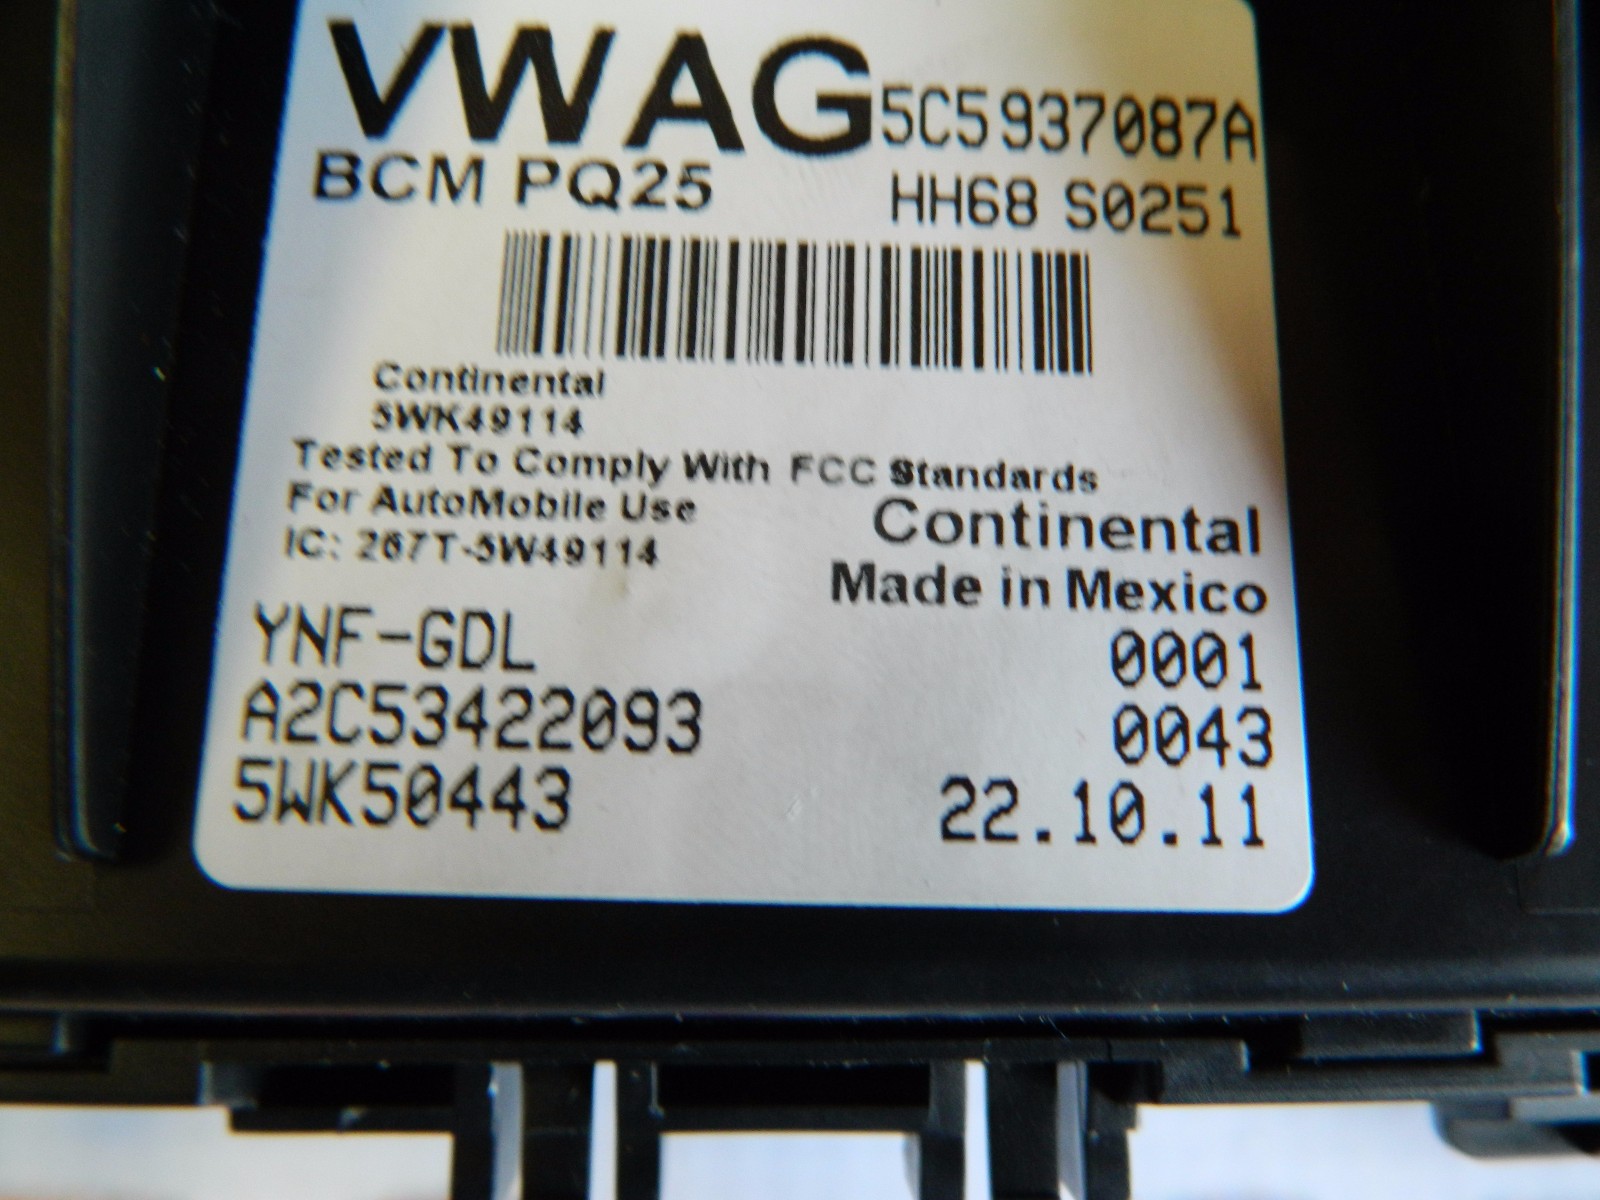 VWAG 5C5937087A
BCM PQ25 HH68 S0251
Continental
5WK49114
Tested To Comply With FCC Standards
For AutoMobile Use
Continental
IC: 267T-5W49114
Made in Mexico
YNF-GDL 0001
A2C53422093 0043
5WK50443 22.10.11